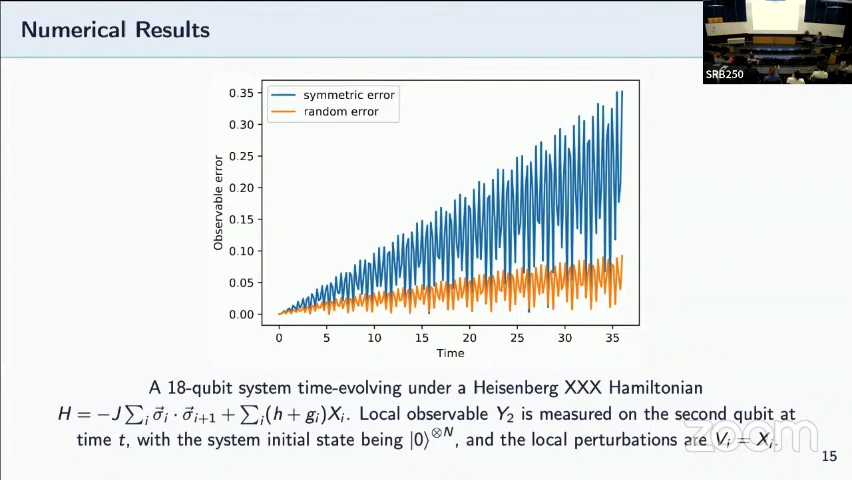 Numerical Results
SRB250
symmetric error
random error
0.35
0.30
0.25
0.20
0.15
0.10
0.05
0.00
Observable error
0 5 10 15 20 25 30 35
Time
A 18-qubit system time-evolving under a Heisenberg XXX Hamiltonian
H = −J∑ᵢ σ⃗ᵢ · σ⃗ᵢ₊₁ + ∑ᵢ(h + gᵢ)Xᵢ. Local observable Y₂ is measured on the second qubit at
time t, with the system initial state being |0⟩^⊗N, and the local perturbations are Vᵢ = Xᵢ.
zoom
15